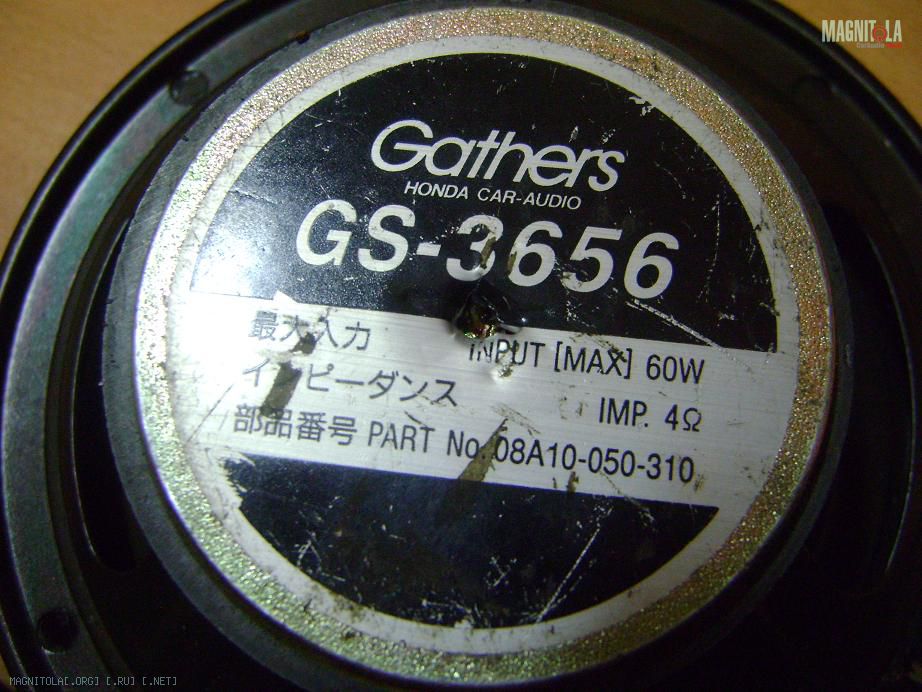 MAGNITOLA
Gathers
HONDA CAR-AUDIO
GS-3656
最大入力 INPUT [MAX] 60W
インピーダンス IMP. 4Ω
部品番号 PART No. 08A10-050-310
MAGNITOLA[.ORG] [.RU] [.NET]